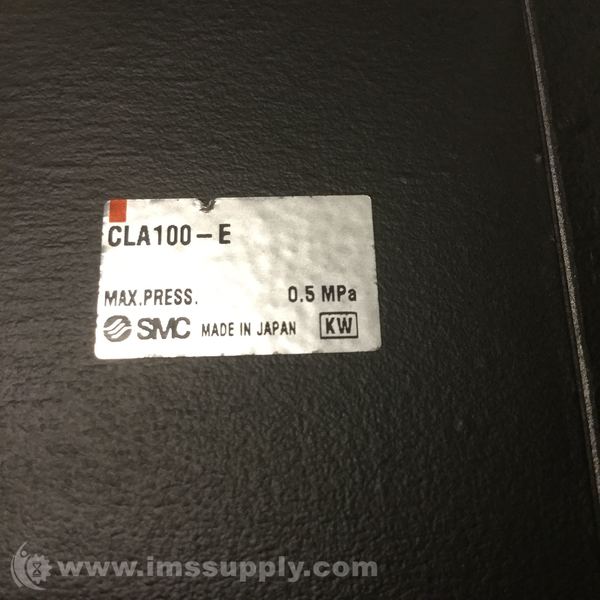 CLA100-E
MAX.PRESS. 0.5 MPa
SMC MADE IN JAPAN KW
www.imssupply.com